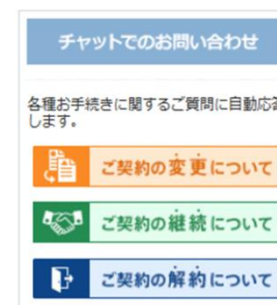 チャットでのお問い合わせ
各種お手続きに関するご質問に自動応答
します。
ご契約の変更について
ご契約の継続について
ご契約の解約について